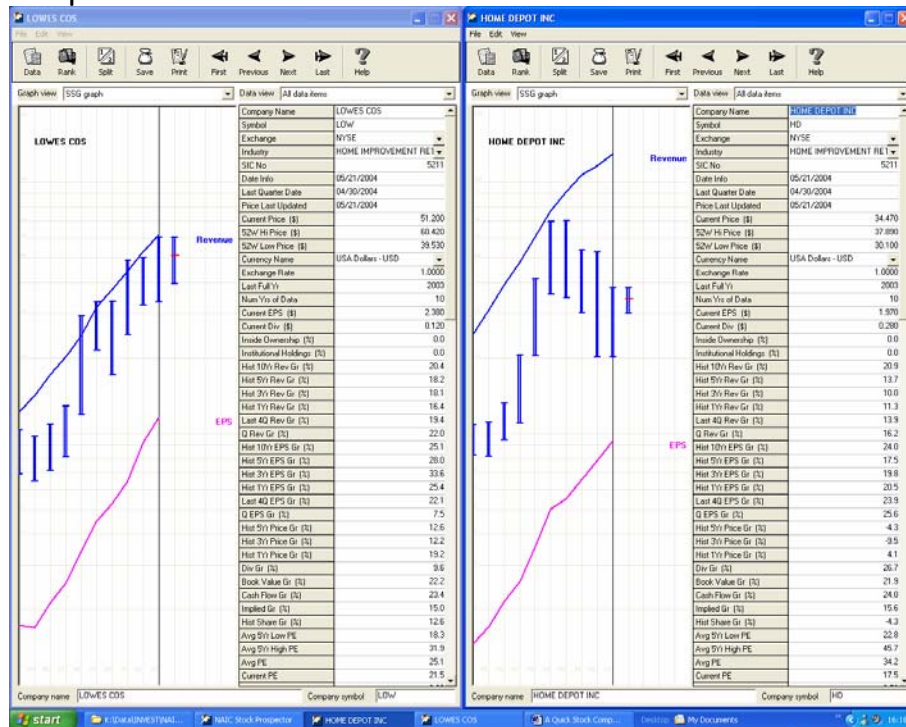 LOWES COS
File Edit View
Data Rank Split Save Print First Previous Next Last Help
Graph view SSG graph Data view All data items
LOWES COS
Revenue
EPS
Company Name LOWES COS
Symbol LOW
Exchange NYSE
Industry HOME IMPROVEMENT RET
SIC No 5211
Date Info 05/21/2004
Last Quarter Date 04/30/2004
Price Last Updated 05/21/2004
Current Price ($) 51.200
52W Hi Price ($) 60.420
52W Low Price ($) 39.530
Currency Name USA Dollars - USD
Exchange Rate 1.0000
Last Full Yr 2003
Num Yrs of Data 10
Current EPS ($) 2.380
Current Div ($) 0.120
Inside Ownership (%) 0.0
Institutional Holdings (%) 0.0
Hist 10Yr Rev Gr (%) 20.4
Hist 5Yr Rev Gr (%) 18.2
Hist 3Yr Rev Gr (%) 18.1
Hist 1Yr Rev Gr (%) 16.4
Last 4Q Rev Gr (%) 19.4
Q Rev Gr (%) 22.0
Hist 10Yr EPS Gr (%) 25.1
Hist 5Yr EPS Gr (%) 28.0
Hist 3Yr EPS Gr (%) 33.6
Hist 1Yr EPS Gr (%) 25.4
Last 4Q EPS Gr (%) 22.1
Q EPS Gr (%) 7.5
Hist 5Yr Price Gr (%) 12.6
Hist 3Yr Price Gr (%) 12.2
Hist 1Yr Price Gr (%) 19.2
Div Gr (%) 9.6
Book Value Gr (%) 22.2
Cash Flow Gr (%) 23.4
Implied Gr (%) 15.0
Hist Share Gr (%) 12.6
Avg 5Yr Low PE 18.3
Avg 5Yr High PE 31.9
Avg PE 25.1
Current PE 21.5
Company name LOWES COS Company symbol LOW
HOME DEPOT INC
File Edit View
Data Rank Split Save Print First Previous Next Last Help
Graph view SSG graph Data view All data items
HOME DEPOT INC
Revenue
EPS
Company Name HOME DEPOT INC
Symbol HD
Exchange NYSE
Industry HOME IMPROVEMENT RET
SIC No 5211
Date Info 05/21/2004
Last Quarter Date 04/30/2004
Price Last Updated 05/21/2004
Current Price ($) 34.470
52W Hi Price ($) 37.890
52W Low Price ($) 30.100
Currency Name USA Dollars - USD
Exchange Rate 1.0000
Last Full Yr 2003
Num Yrs of Data 10
Current EPS ($) 1.970
Current Div ($) 0.280
Inside Ownership (%) 0.0
Institutional Holdings (%) 0.0
Hist 10Yr Rev Gr (%) 20.9
Hist 5Yr Rev Gr (%) 13.7
Hist 3Yr Rev Gr (%) 10.0
Hist 1Yr Rev Gr (%) 11.3
Last 4Q Rev Gr (%) 13.9
Q Rev Gr (%) 16.2
Hist 10Yr EPS Gr (%) 24.0
Hist 5Yr EPS Gr (%) 17.5
Hist 3Yr EPS Gr (%) 19.8
Hist 1Yr EPS Gr (%) 20.5
Last 4Q EPS Gr (%) 23.9
Q EPS Gr (%) 25.6
Hist 5Yr Price Gr (%) -4.3
Hist 3Yr Price Gr (%) -9.5
Hist 1Yr Price Gr (%) 4.1
Div Gr (%) 26.7
Book Value Gr (%) 21.9
Cash Flow Gr (%) 24.0
Implied Gr (%) 15.6
Hist Share Gr (%) -4.3
Avg 5Yr Low PE 22.8
Avg 5Yr High PE 45.7
Avg PE 34.2
Current PE 17.5
Company name HOME DEPOT INC Company symbol HD
start K:\Data\INVEST\NAI... NAIC Stock Prospector HOME DEPOT INC LOWES COS A Quick Stock Comp... Desktop My Documents